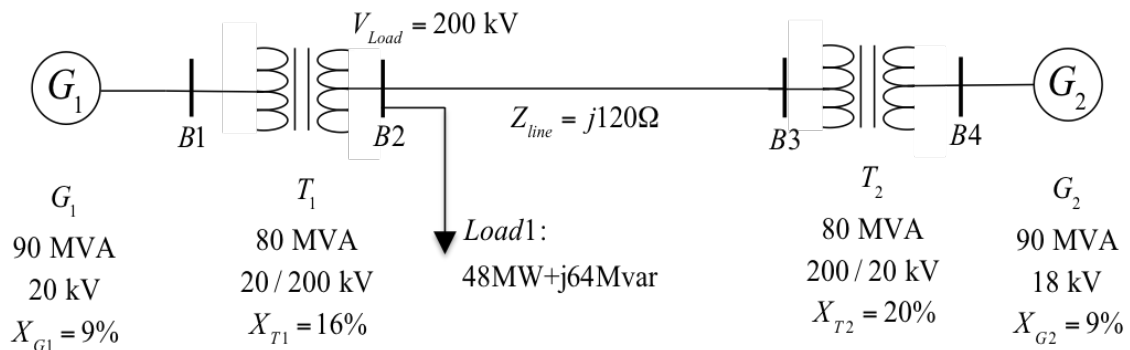 V_Load = 200 kV
G₁
G₂
Z_line = j120Ω
B1
B2
B3
B4
G₁
90 MVA
20 kV
X_G1 = 9%
T₁
80 MVA
20 / 200 kV
X_T1 = 16%
Load1:
48MW+j64Mvar
T₂
80 MVA
200 / 20 kV
X_T2 = 20%
G₂
90 MVA
18 kV
X_G2 = 9%